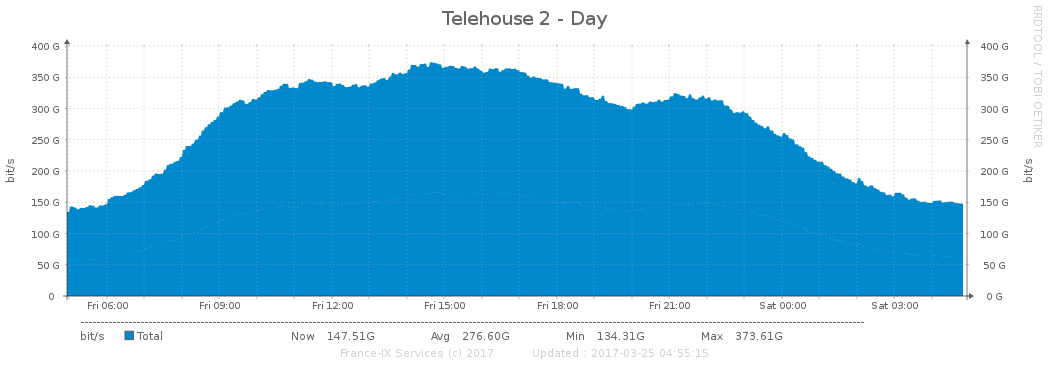 Telehouse 2 - Day
RRDTOOL / TOBI OETIKER
400 G 400 G
350 G 350 G
300 G 300 G
250 G 250 G
200 G 200 G
150 G 150 G
100 G 100 G
50 G 50 G
0 0 G
bit/s bit/s
Fri 06:00 Fri 09:00 Fri 12:00 Fri 15:00 Fri 18:00 Fri 21:00 Sat 00:00 Sat 03:00
bit/s Total Now 147.51G Avg 276.60G Min 134.31G Max 373.61G
France-IX Services (c) 2017 Updated : 2017-03-25 04:55:15